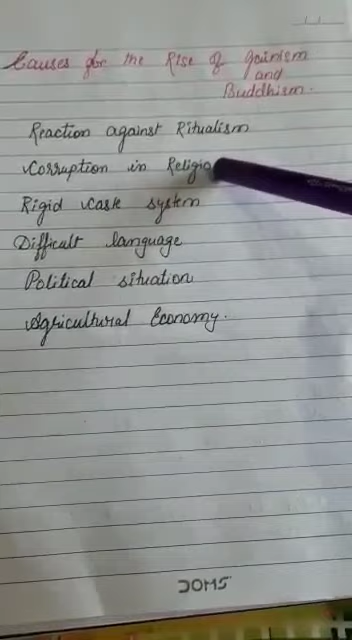 Causes for the Rise of Jainism
and
Buddhism.
Reaction against Ritualism
Corruption in Religio
Rigid Caste system
Difficult language
Political situation
Agricultural Economy.
DOMS